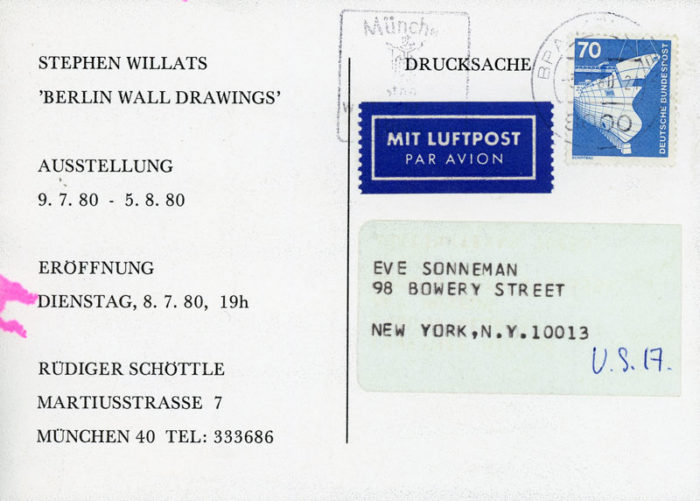 STEPHEN WILLATS
'BERLIN WALL DRAWINGS'
AUSSTELLUNG
9. 7. 80 - 5. 8. 80
ERÖFFNUNG
DIENSTAG, 8. 7. 80, 19h
RÜDIGER SCHÖTTLE
MARTIUSSTRASSE 7
MÜNCHEN 40 TEL: 333686
DRUCKSACHE
70
DEUTSCHE BUNDESPOST
MIT LUFTPOST
PAR AVION
EVE SONNEMAN
98 BOWERY STREET
NEW YORK,N.Y.10013
U.S.17.